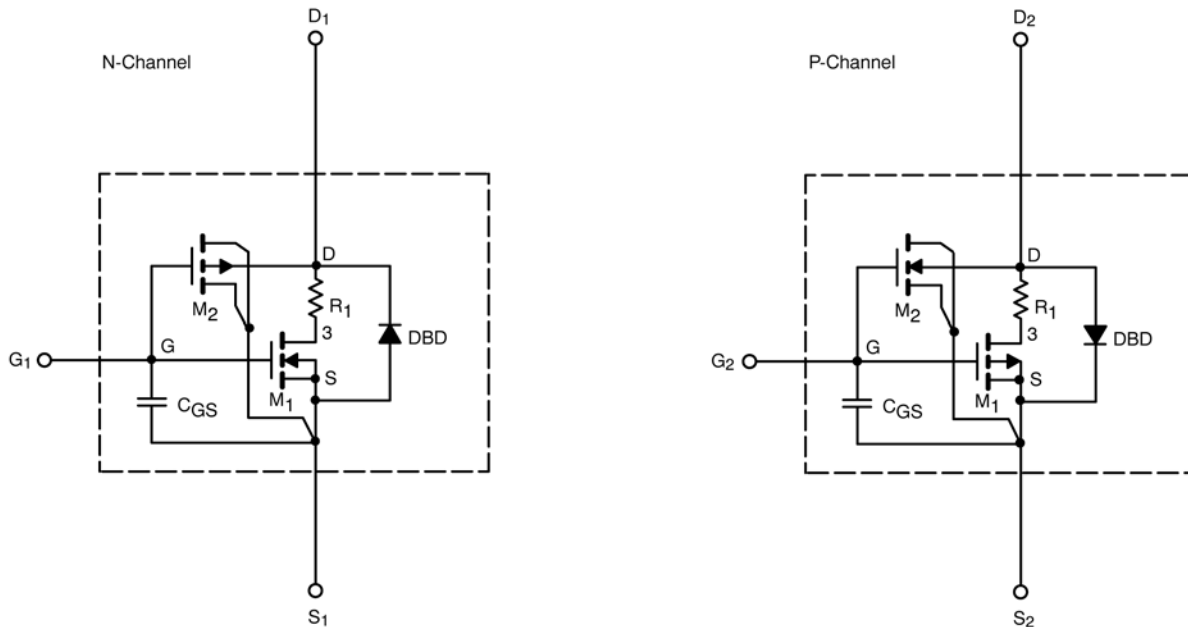 D1
N-Channel
D
M2
R1
3
DBD
G1
G
S
M1
CGS
S1
D2
P-Channel
D
M2
R1
3
DBD
G2
G
S
M1
CGS
S2